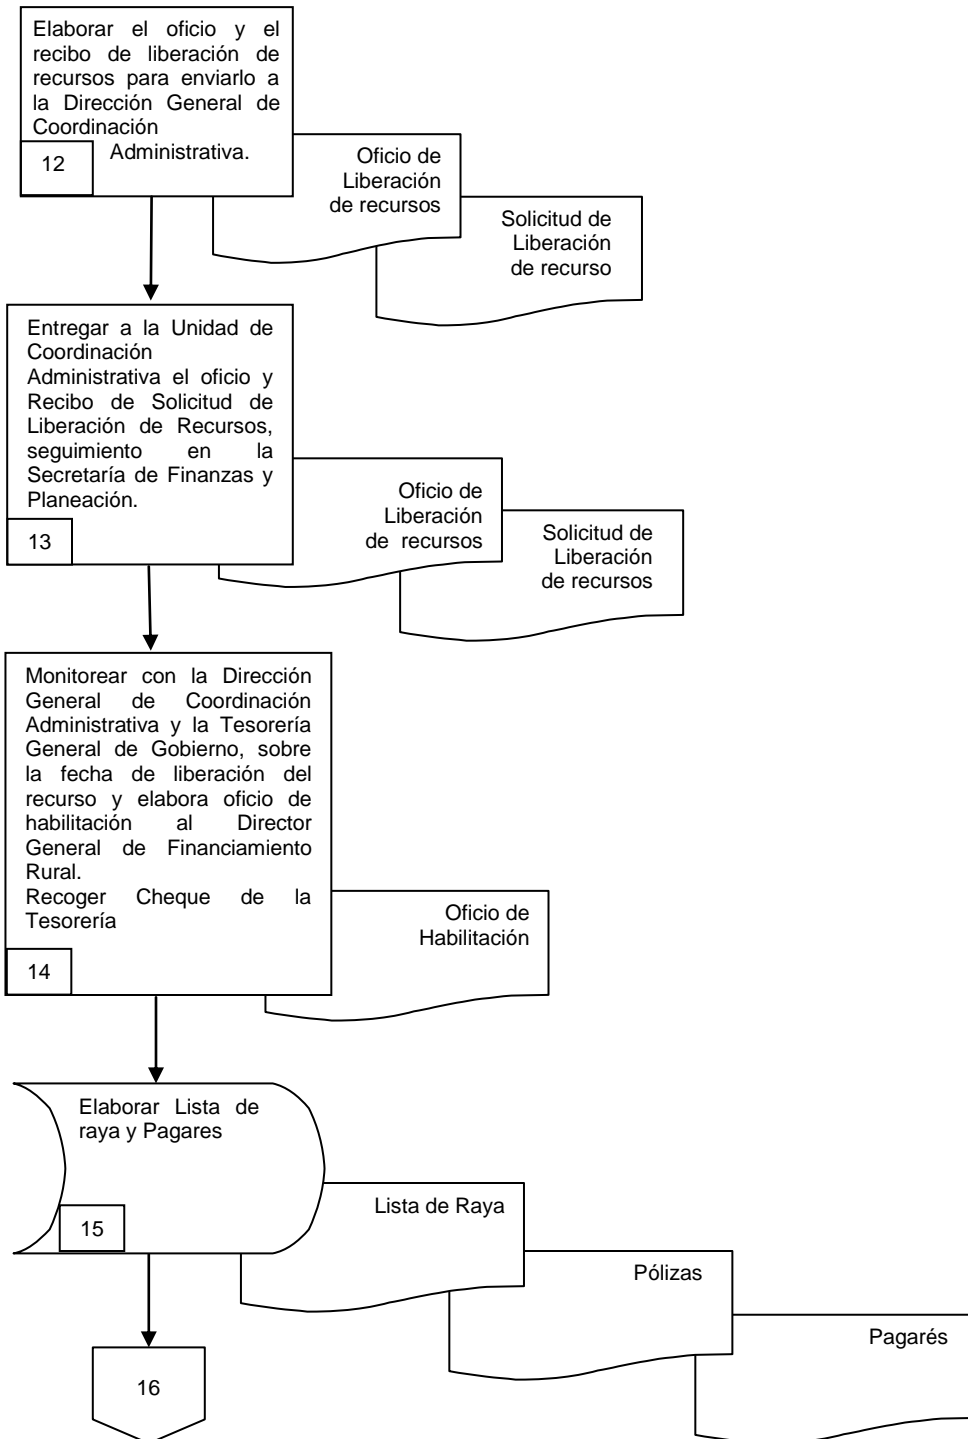 Elaborar el oficio y el
recibo de liberación de
recursos para enviarlo a
la Dirección General de
Coordinación
Administrativa.
12
Oficio de
Liberación
de recursos
Solicitud de
Liberación
de recurso
Entregar a la Unidad de
Coordinación
Administrativa el oficio y
Recibo de Solicitud de
Liberación de Recursos,
seguimiento en la
Secretaría de Finanzas y
Planeación.
13
Oficio de
Liberación
de recursos
Solicitud de
Liberación
de recursos
Monitorear con la Dirección
General de Coordinación
Administrativa y la Tesorería
General de Gobierno, sobre
la fecha de liberación del
recurso y elabora oficio de
habilitación al Director
General de Financiamiento
Rural.
Recoger Cheque de la
Tesorería
14
Oficio de
Habilitación
Elaborar Lista de
raya y Pagares
15
Lista de Raya
Pólizas
Pagarés
16